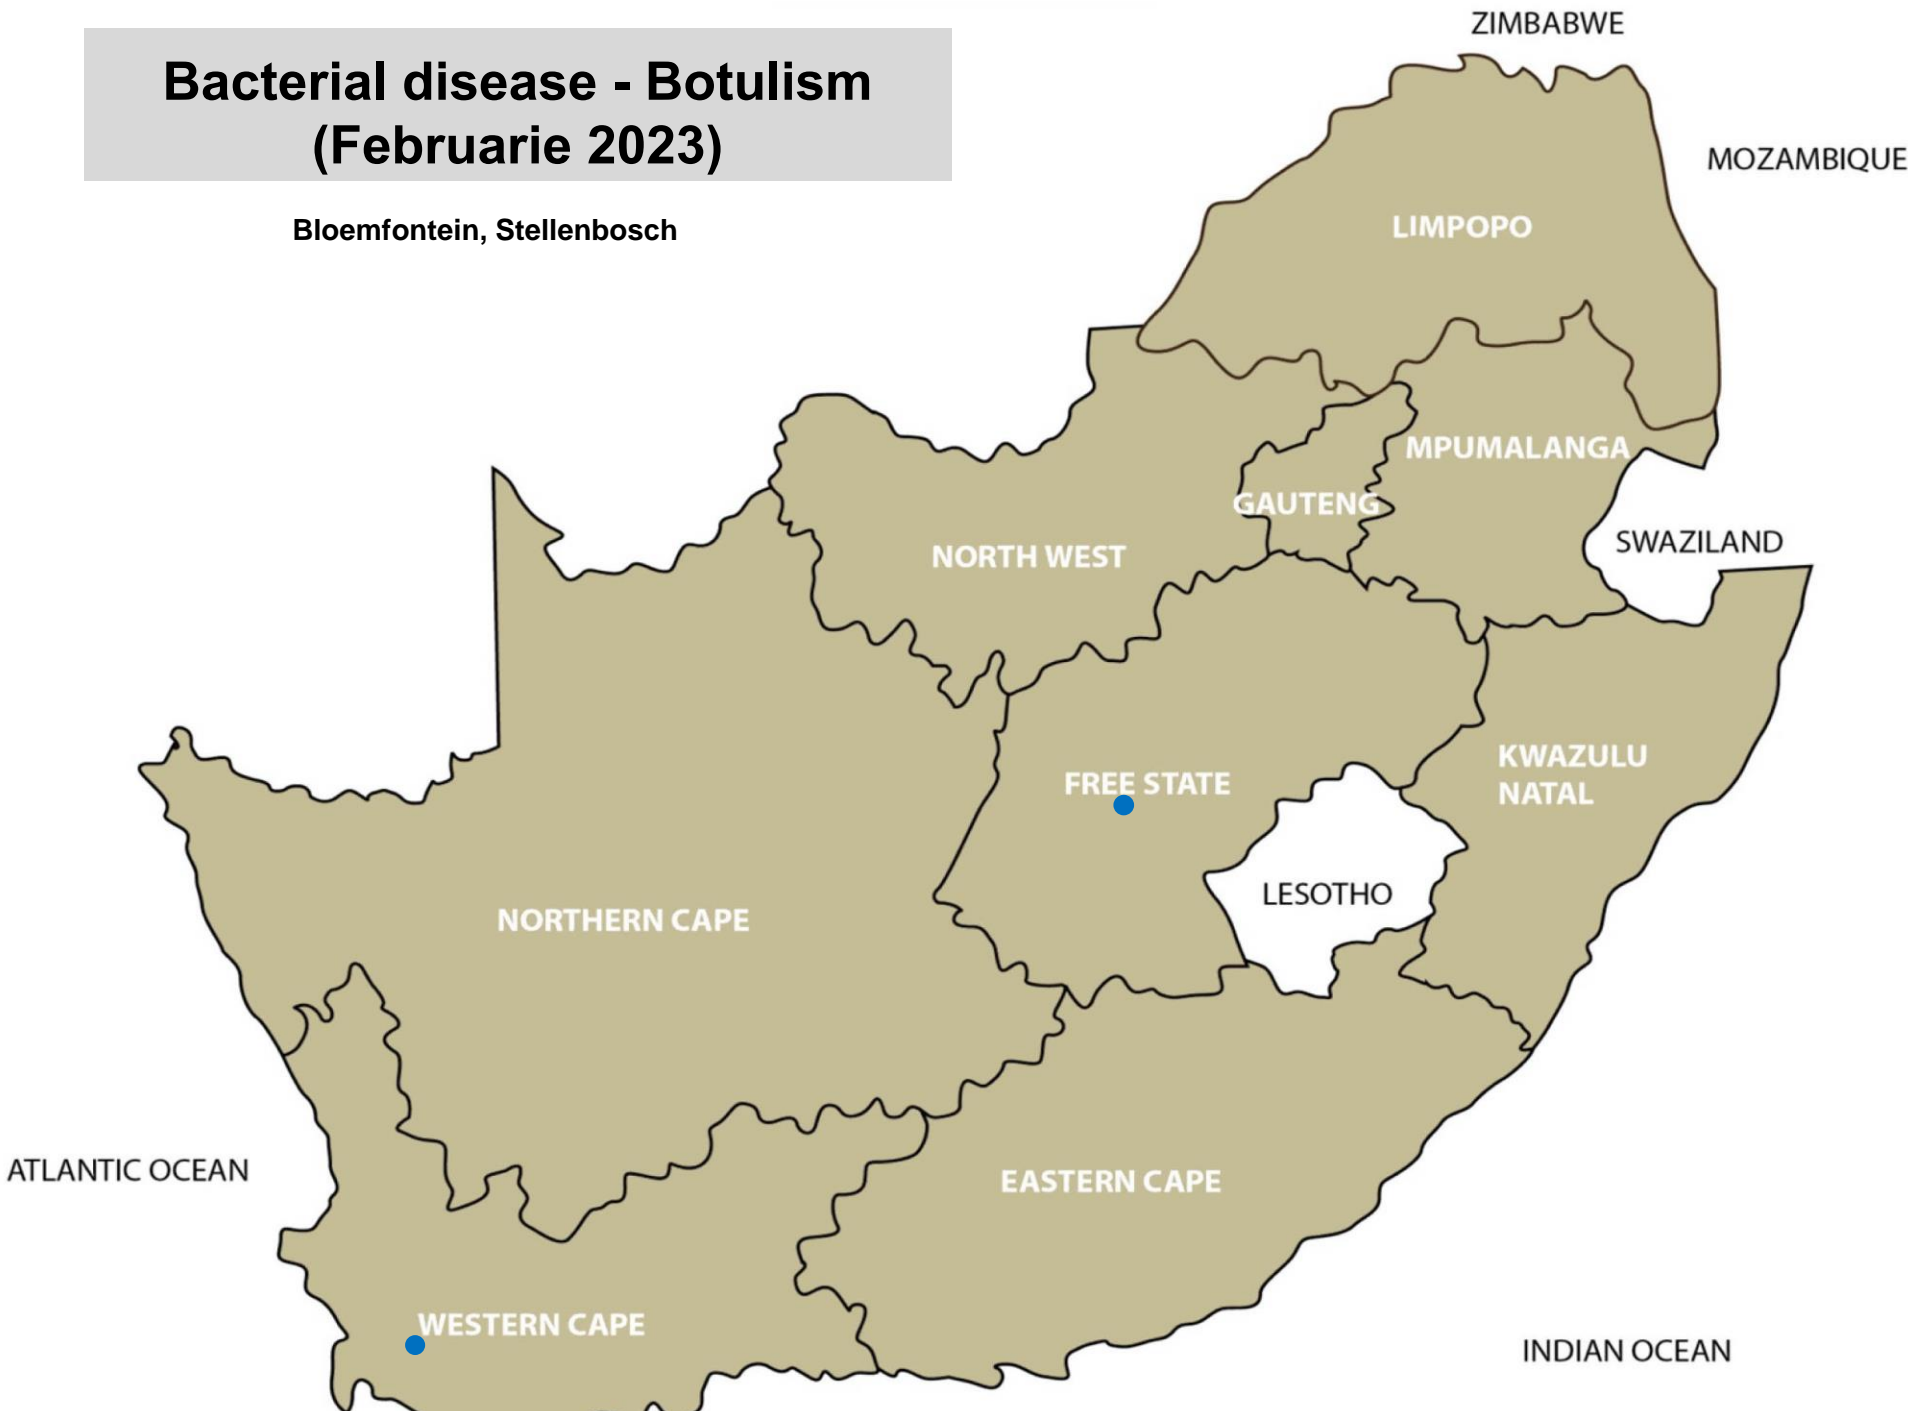 Bacterial disease - Botulism
(Februarie 2023)
Bloemfontein, Stellenbosch
ZIMBABWE
MOZAMBIQUE
LIMPOPO
MPUMALANGA
GAUTENG
SWAZILAND
NORTH WEST
KWAZULU
NATAL
FREE STATE
LESOTHO
NORTHERN CAPE
ATLANTIC OCEAN
EASTERN CAPE
WESTERN CAPE
INDIAN OCEAN